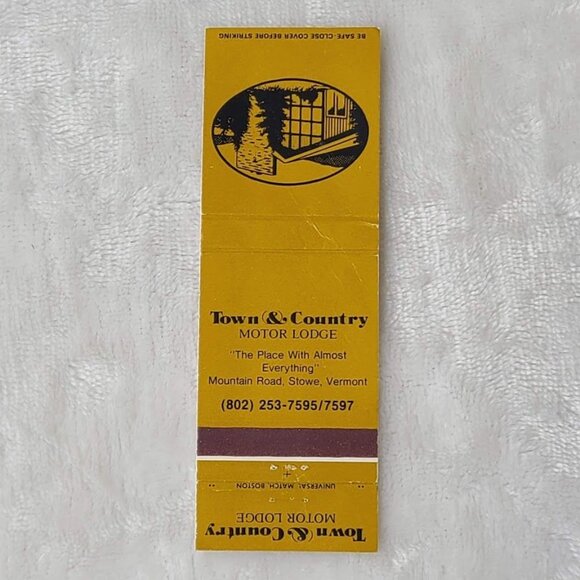 BE SAFE-CLOSE COVER BEFORE STRIKING
Town & Country
MOTOR LODGE
"The Place With Almost
Everything"
Mountain Road, Stowe, Vermont
(802) 253-7595/7597
UNIVERSAL MATCH, BOSTON
Town & Country
MOTOR LODGE